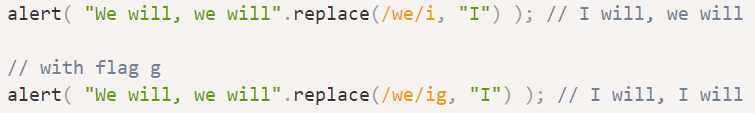 alert( "We will, we will".replace(/we/i, "I") ); // I will, we will
// with flag g
alert( "We will, we will".replace(/we/ig, "I") ); // I will, I will